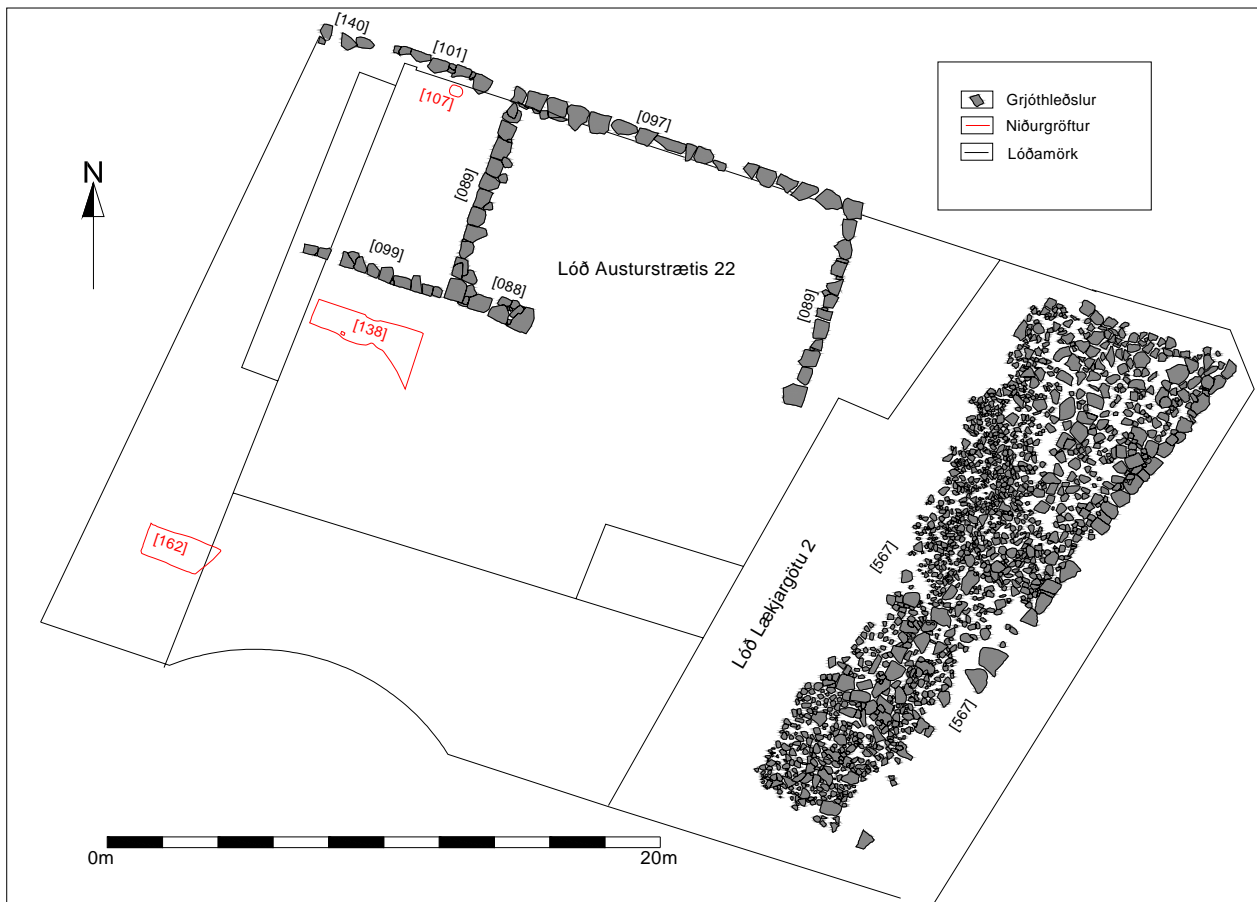 [140]
[101]
[107]
[097]
Grjóthleðslur
Niðurgröftur
Lóðamörk
N
[089]
[099]
[088]
Lóð Austurstrætis 22
[089]
[138]
[162]
[567]
Lóð Lækjargötu 2
[567]
0m
20m